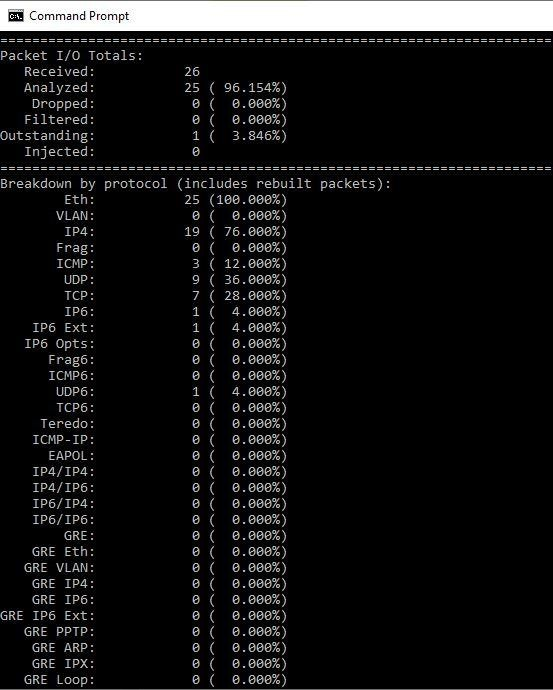 Command Prompt
===============================================================================
Packet I/O Totals:
   Received:           26
   Analyzed:           25 ( 96.154%)
    Dropped:            0 (  0.000%)
   Filtered:            0 (  0.000%)
Outstanding:            1 (  3.846%)
   Injected:            0
===============================================================================
Breakdown by protocol (includes rebuilt packets):
        Eth:           25 (100.000%)
       VLAN:            0 (  0.000%)
        IP4:           19 ( 76.000%)
       Frag:            0 (  0.000%)
       ICMP:            3 ( 12.000%)
        UDP:            9 ( 36.000%)
        TCP:            7 ( 28.000%)
        IP6:            1 (  4.000%)
    IP6 Ext:            1 (  4.000%)
   IP6 Opts:            0 (  0.000%)
      Frag6:            0 (  0.000%)
      ICMP6:            0 (  0.000%)
       UDP6:            1 (  4.000%)
       TCP6:            0 (  0.000%)
     Teredo:            0 (  0.000%)
    ICMP-IP:            0 (  0.000%)
      EAPOL:            0 (  0.000%)
    IP4/IP4:            0 (  0.000%)
    IP4/IP6:            0 (  0.000%)
    IP6/IP4:            0 (  0.000%)
    IP6/IP6:            0 (  0.000%)
        GRE:            0 (  0.000%)
    GRE Eth:            0 (  0.000%)
   GRE VLAN:            0 (  0.000%)
    GRE IP4:            0 (  0.000%)
    GRE IP6:            0 (  0.000%)
GRE IP6 Ext:            0 (  0.000%)
   GRE PPTP:            0 (  0.000%)
    GRE ARP:            0 (  0.000%)
    GRE IPX:            0 (  0.000%)
   GRE Loop:            0 (  0.000%)